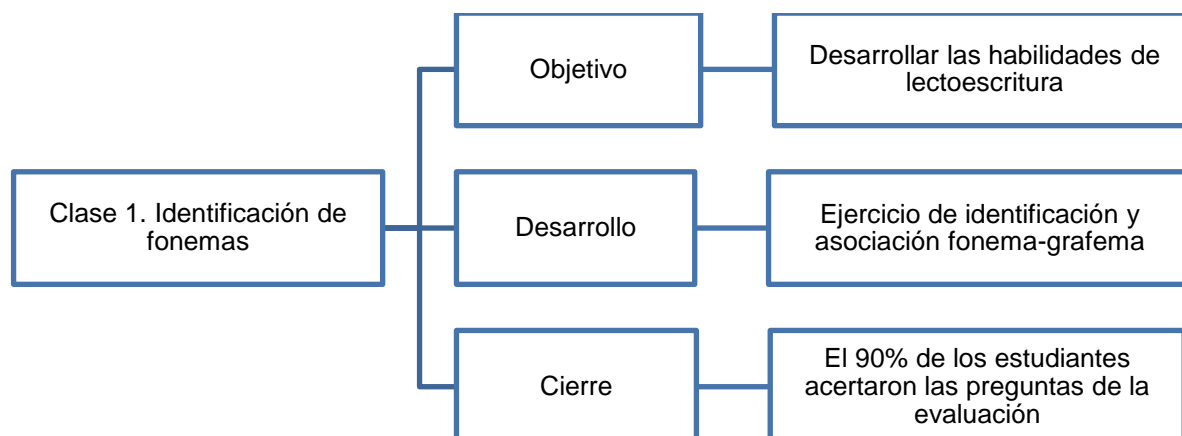 Objetivo
Desarrollar las habilidades de
lectoescritura
Clase 1. Identificación de
fonemas
Desarrollo
Ejercicio de identificación y
asociación fonema-grafema
Cierre
El 90% de los estudiantes
acertaron las preguntas de la
evaluación